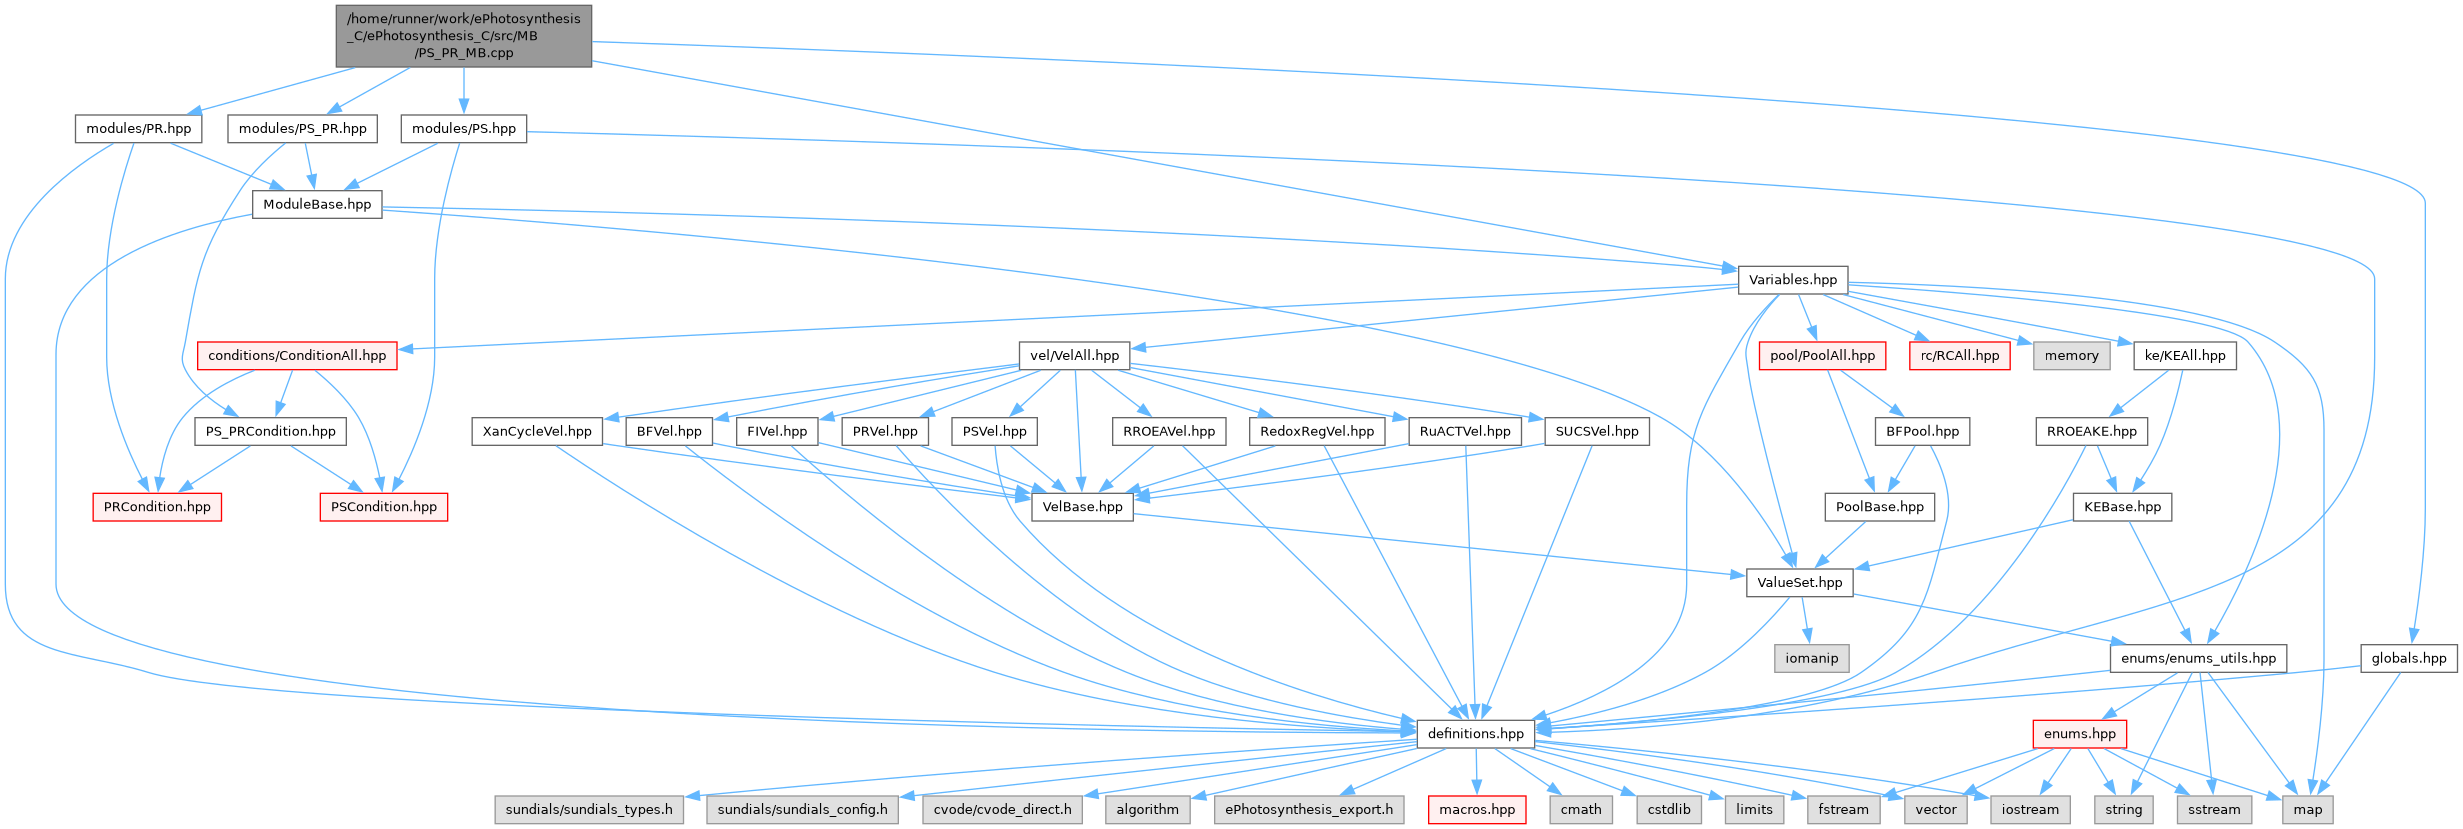 /home/runner/work/ePhotosynthesis
_C/ePhotosynthesis_C/src/MB
/PS_PR_MB.cpp
modules/PR.hpp
modules/PS_PR.hpp
modules/PS.hpp
ModuleBase.hpp
Variables.hpp
conditions/ConditionAll.hpp
vel/VelAll.hpp
pool/PoolAll.hpp
rc/RCAll.hpp
memory
ke/KEAll.hpp
PS_PRCondition.hpp
XanCycleVel.hpp
BFVel.hpp
FIVel.hpp
PRVel.hpp
PSVel.hpp
RROEAVel.hpp
RedoxRegVel.hpp
RuACTVel.hpp
SUCSVel.hpp
BFPool.hpp
RROEAKE.hpp
PRCondition.hpp
PSCondition.hpp
VelBase.hpp
PoolBase.hpp
KEBase.hpp
ValueSet.hpp
iomanip
enums/enums_utils.hpp
globals.hpp
definitions.hpp
enums.hpp
sundials/sundials_types.h
sundials/sundials_config.h
cvode/cvode_direct.h
algorithm
ePhotosynthesis_export.h
macros.hpp
cmath
cstdlib
limits
fstream
vector
iostream
string
sstream
map